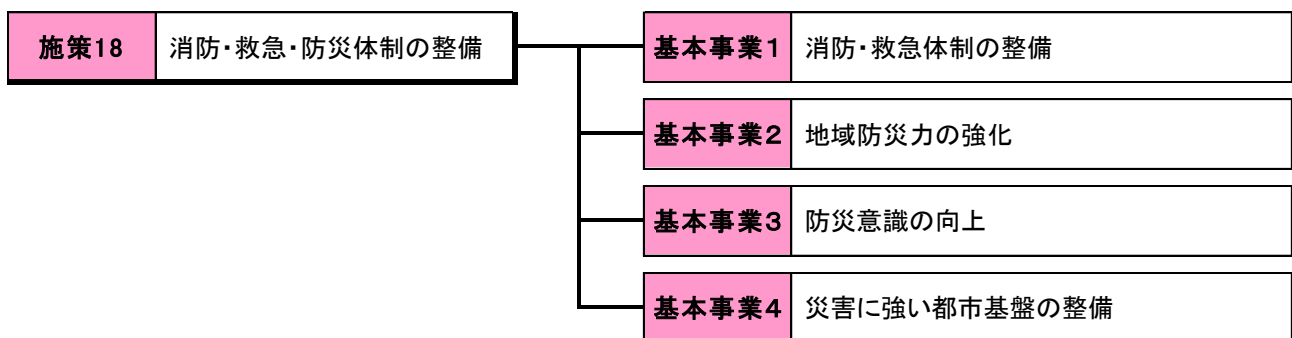 施策18 消防・救急・防災体制の整備
基本事業1 消防・救急体制の整備
基本事業2 地域防災力の強化
基本事業3 防災意識の向上
基本事業4 災害に強い都市基盤の整備